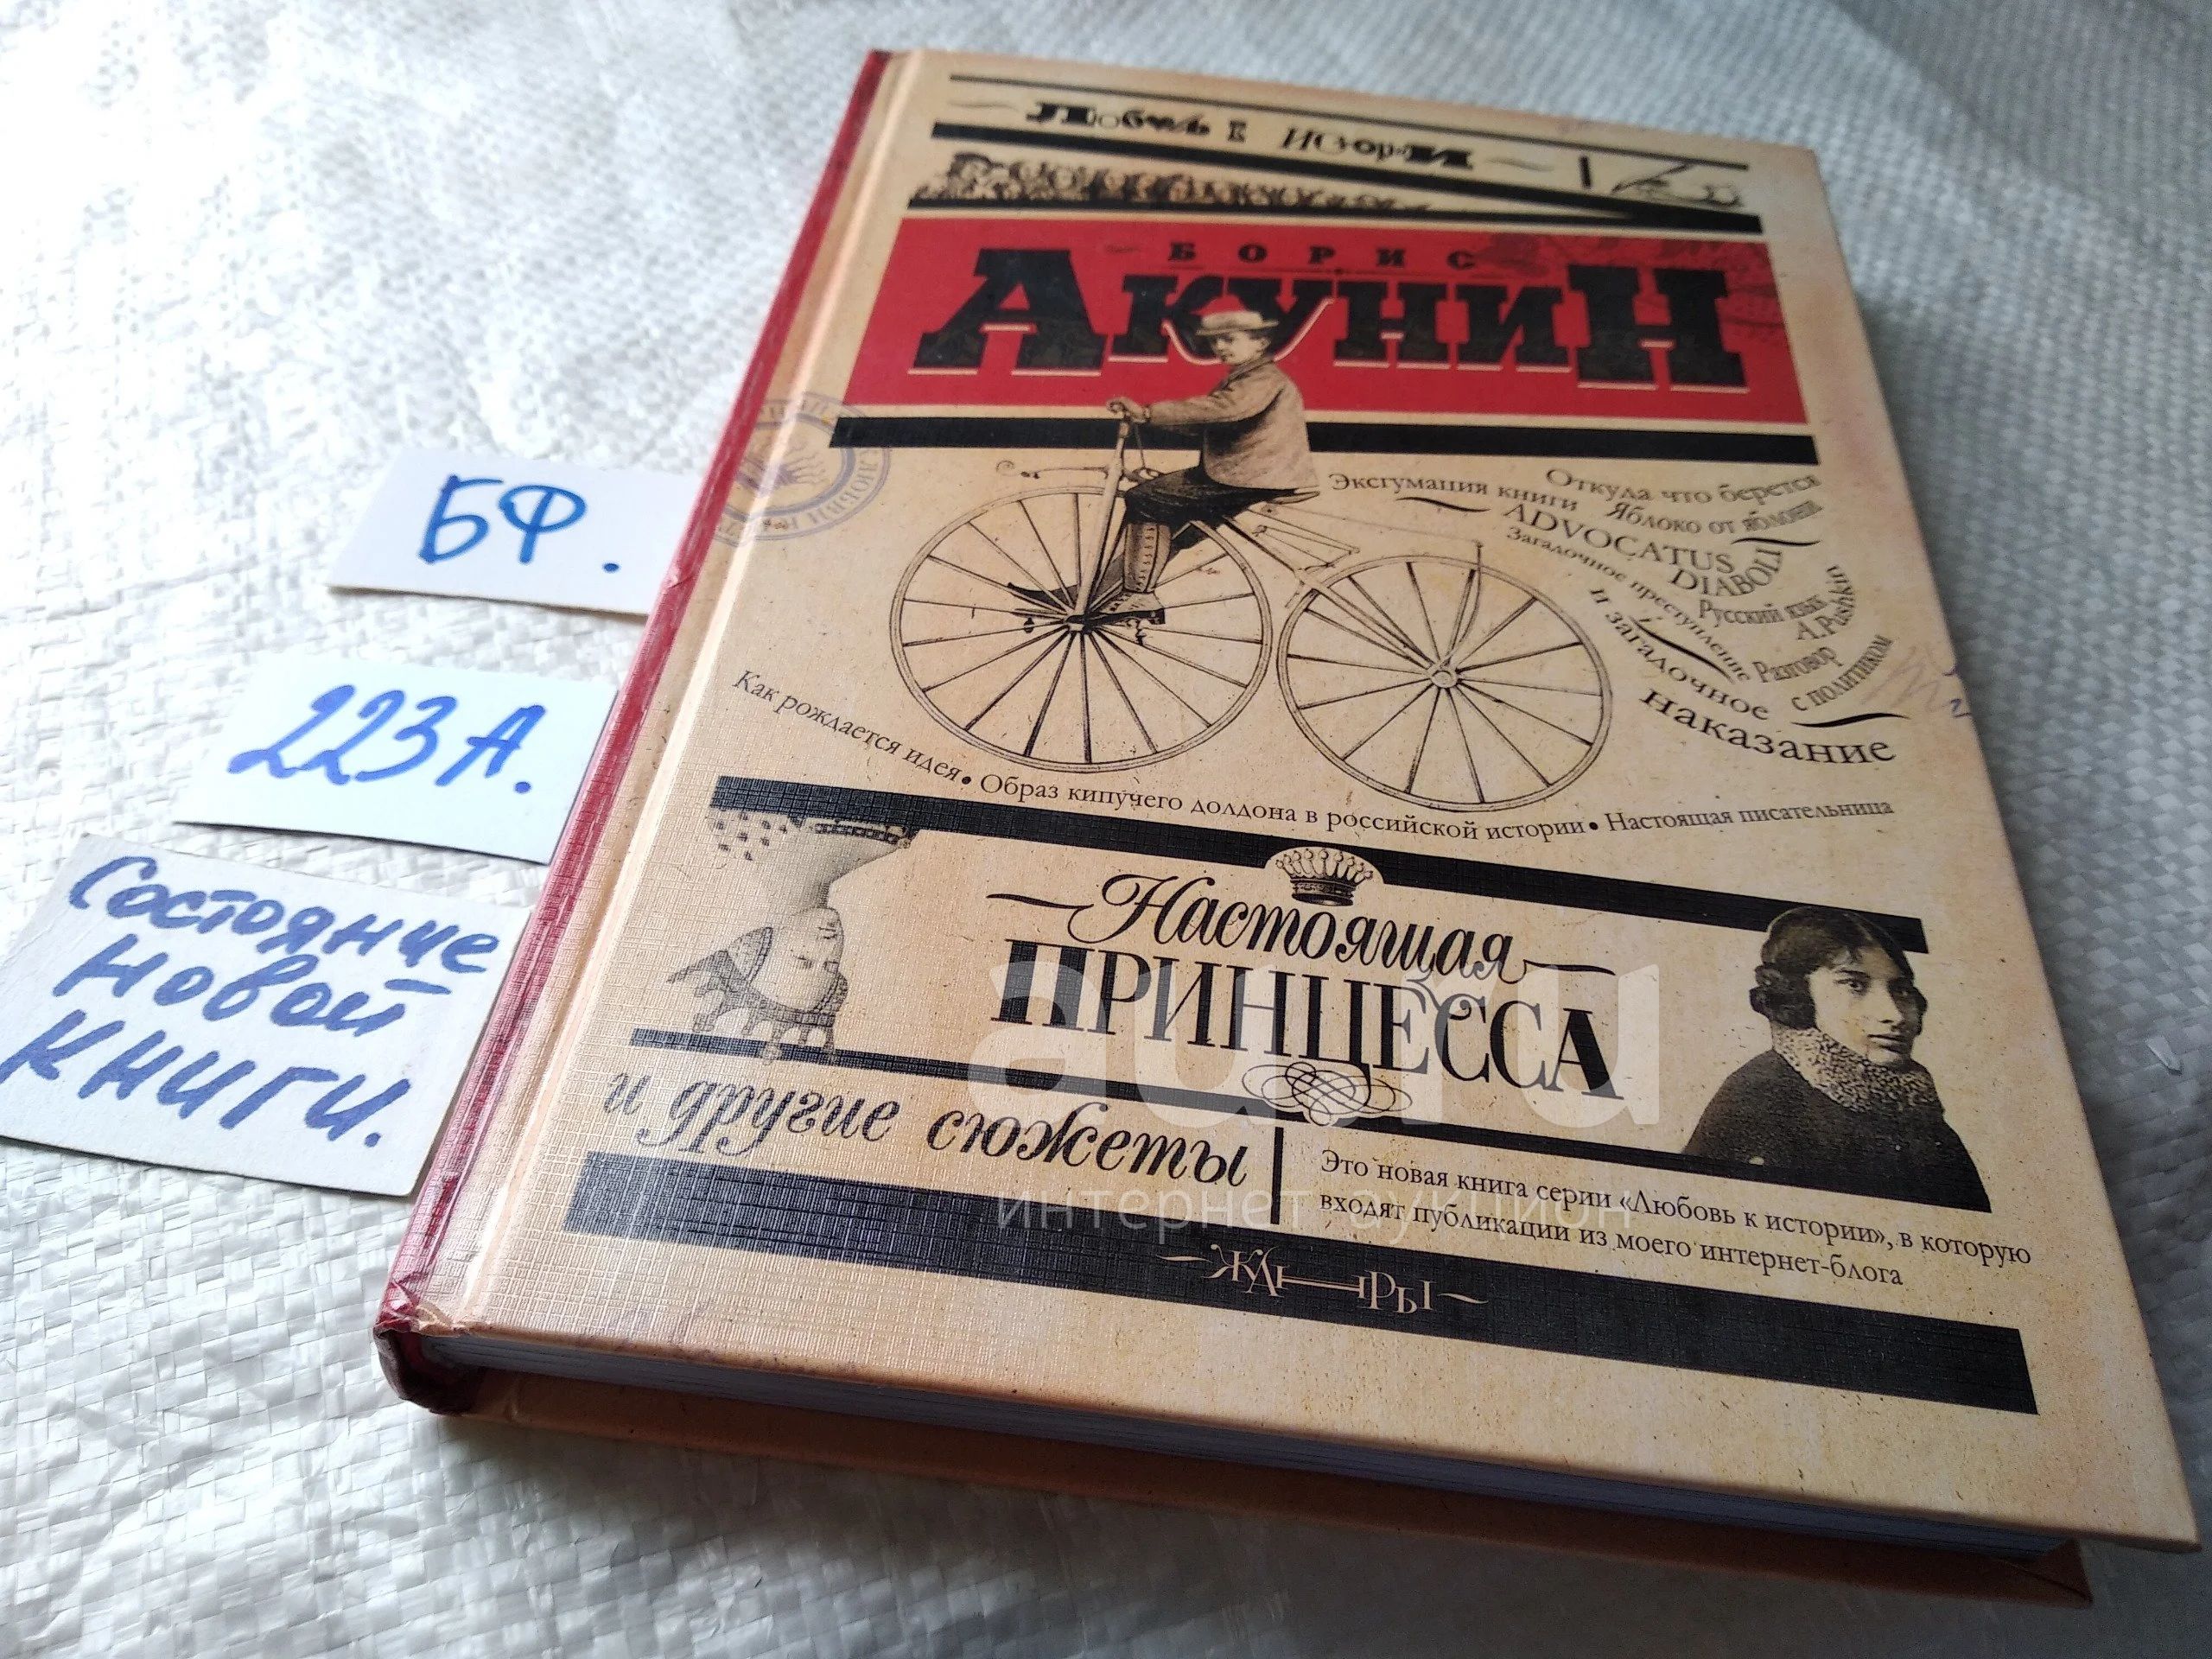 Любовь к истории
БОРИС
АКУНИН
Эксгумация книги
Откуда что берется
Яблоко от яблони
ADVOCATUS
DIABOLI
Загадочное преступление
и загадочное
наказание
Русский язык
A.Pushkin
Разговор
с политиком
Как рождается идея • Образ кипучего долдона в российской истории • Настоящая писательница
Настоящая
ПРИНЦЕССА
и другие сюжеты
Это новая книга серии «Любовь к истории», в которую
входят публикации из моего интернет-блога
ЖАНРЫ
БФ.
223А.
Состояние
новой
книги.
au.ru
интернет-аукцион